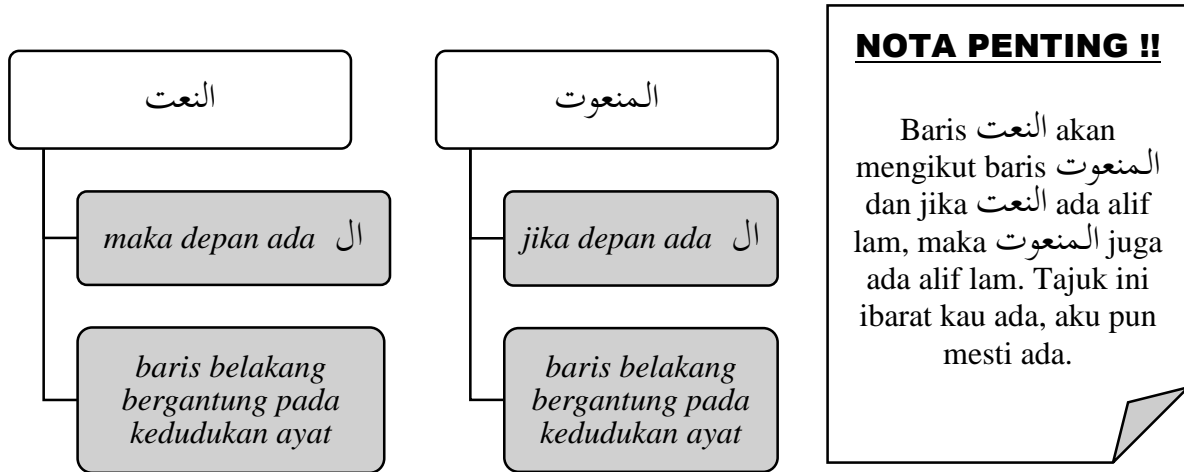 النعت
maka depan ada ال
baris belakang
bergantung pada
kedudukan ayat
المنعوت
jika depan ada ال
baris belakang
bergantung pada
kedudukan ayat
NOTA PENTING !!
Baris النعت akan
mengikut baris المنعوت
dan jika النعت ada alif
lam, maka المنعوت juga
ada alif lam. Tajuk ini
ibarat kau ada, aku pun
mesti ada.